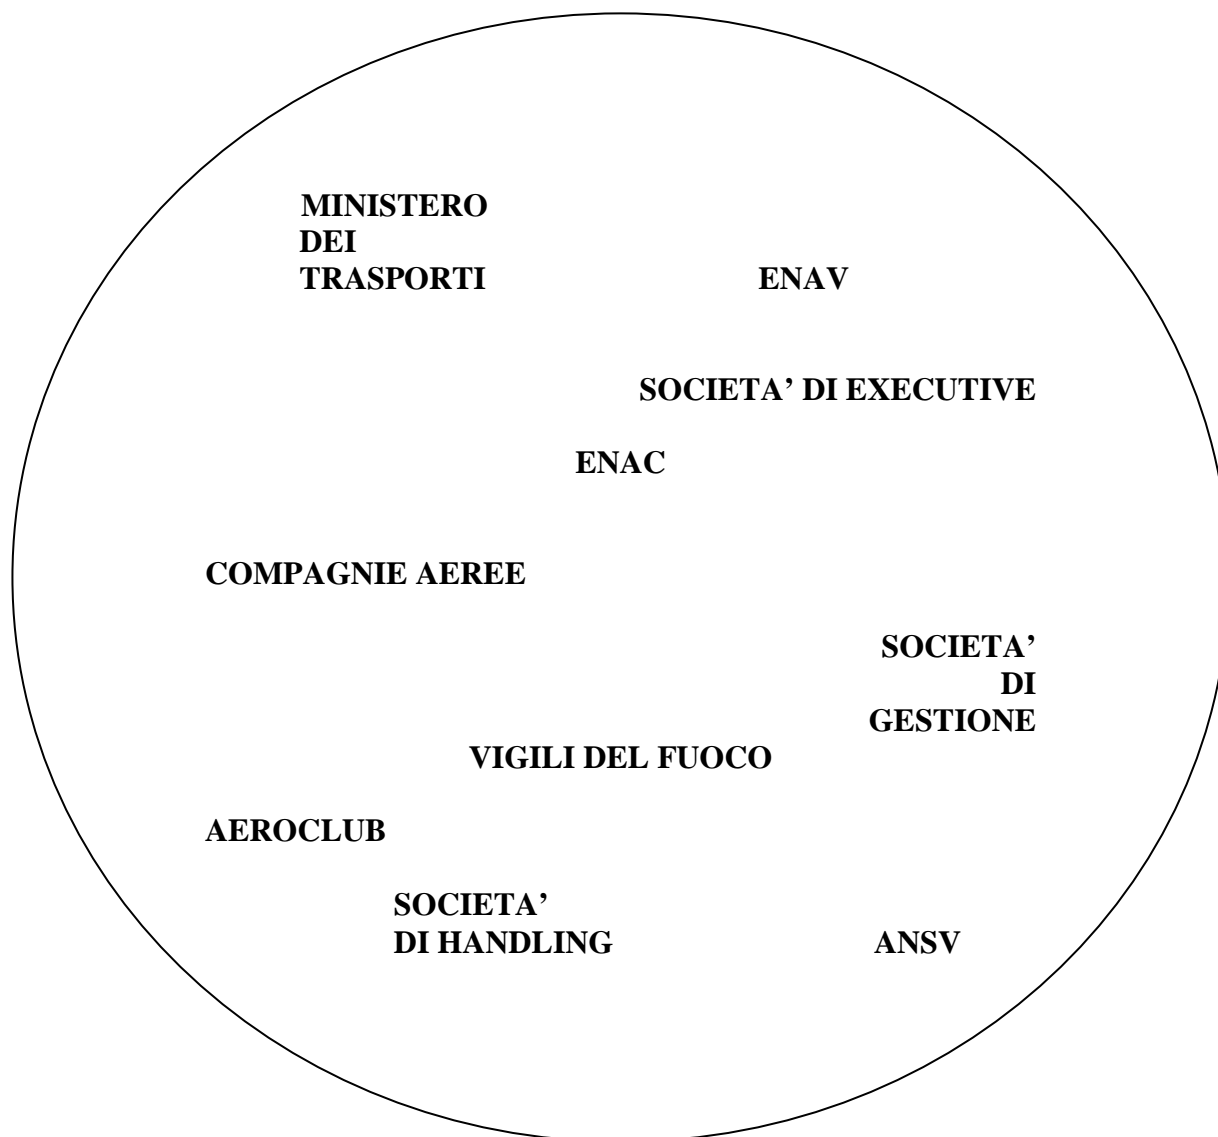 MINISTERO
DEI
TRASPORTI
ENAV
SOCIETA’ DI EXECUTIVE
ENAC
COMPAGNIE AEREE
SOCIETA’
DI
GESTIONE
VIGILI DEL FUOCO
AEROCLUB
SOCIETA’
DI HANDLING
ANSV